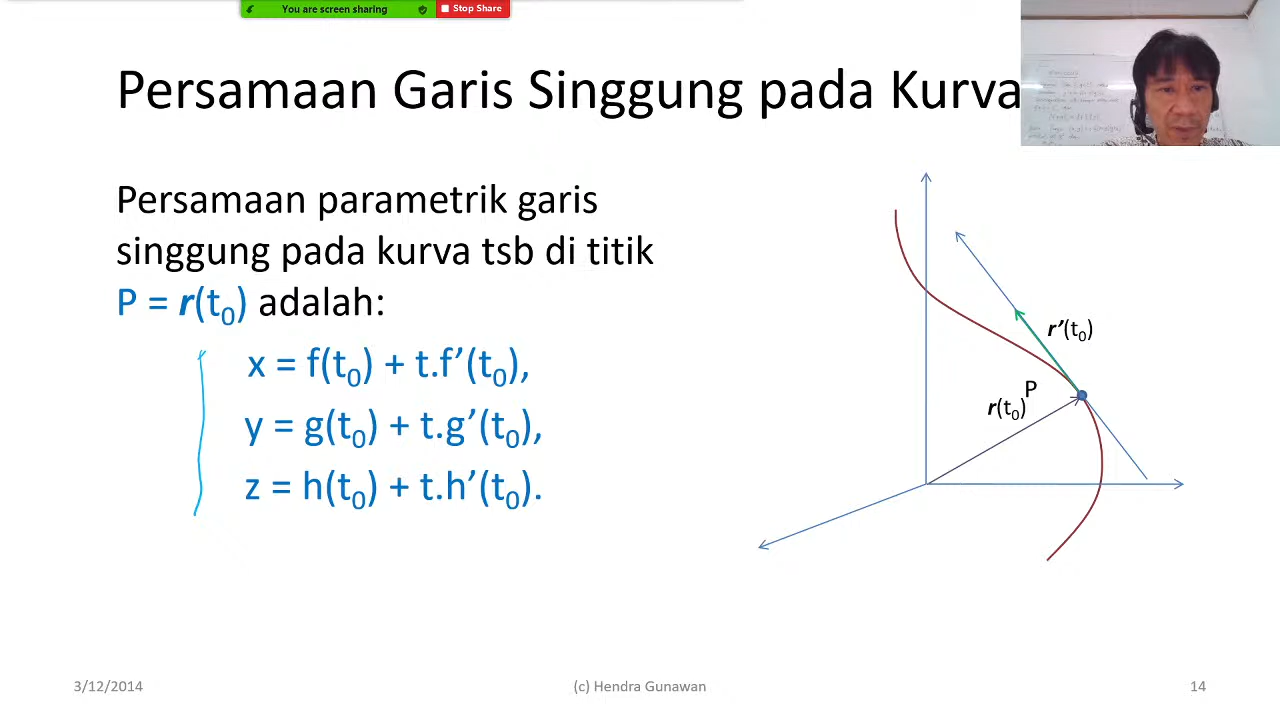 You are screen sharing
Stop Share
Persamaan Garis Singgung pada Kurva
Persamaan parametrik garis
singgung pada kurva tsb di titik
P = r(t₀) adalah:
x = f(t₀) + t.f’(t₀),
y = g(t₀) + t.g’(t₀),
z = h(t₀) + t.h’(t₀).
r’(t₀)
P
r(t₀)
3/12/2014
(c) Hendra Gunawan
14